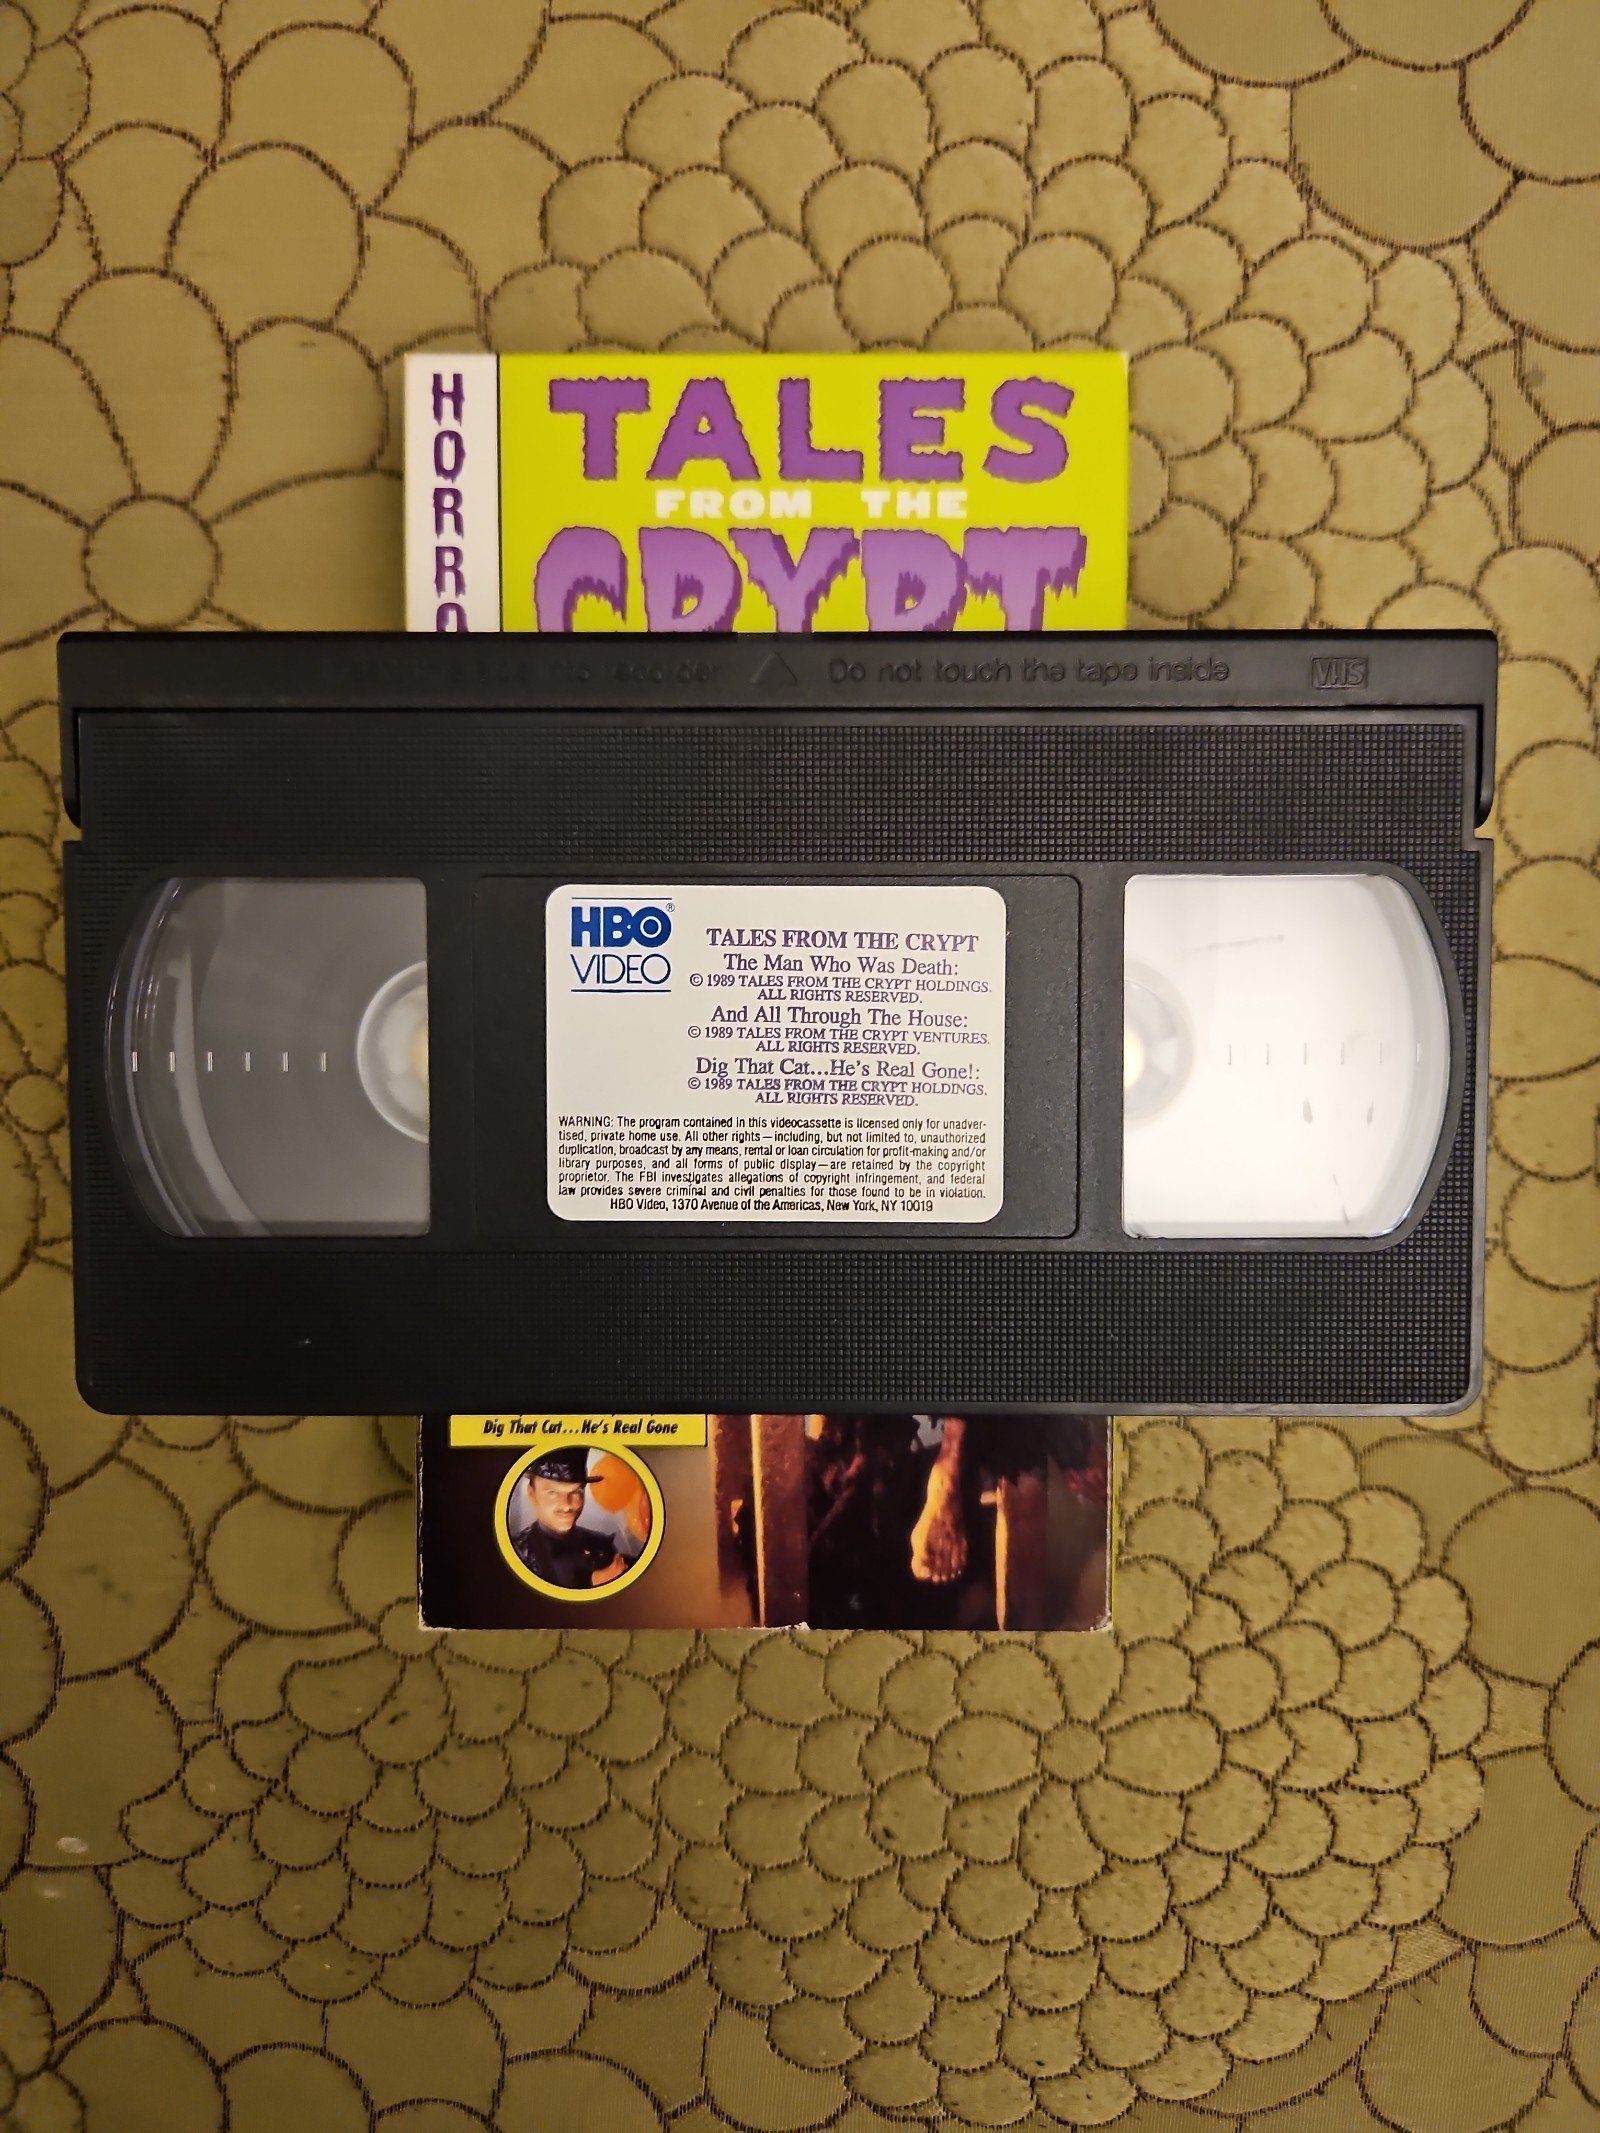 HORRO
TALES
FROM THE
CRYPT
recorder Do not touch the tape inside VHS
HBO®
VIDEO
TALES FROM THE CRYPT
The Man Who Was Death:
© 1989 TALES FROM THE CRYPT HOLDINGS.
ALL RIGHTS RESERVED.
And All Through The House:
© 1989 TALES FROM THE CRYPT VENTURES.
ALL RIGHTS RESERVED.
Dig That Cat...He's Real Gone!:
© 1989 TALES FROM THE CRYPT HOLDINGS.
ALL RIGHTS RESERVED.
WARNING: The program contained in this videocassette is licensed only for unadver-
tised, private home use. All other rights—including, but not limited to, unauthorized
duplication, broadcast by any means, rental or loan circulation for profit-making and/or
library purposes, and all forms of public display—are retained by the copyright
proprietor. The FBI investigates allegations of copyright infringement, and federal
law provides severe criminal and civil penalties for those found to be in violation.
HBO Video, 1370 Avenue of the Americas, New York, NY 10019
Dig That Cat...He's Real Gone